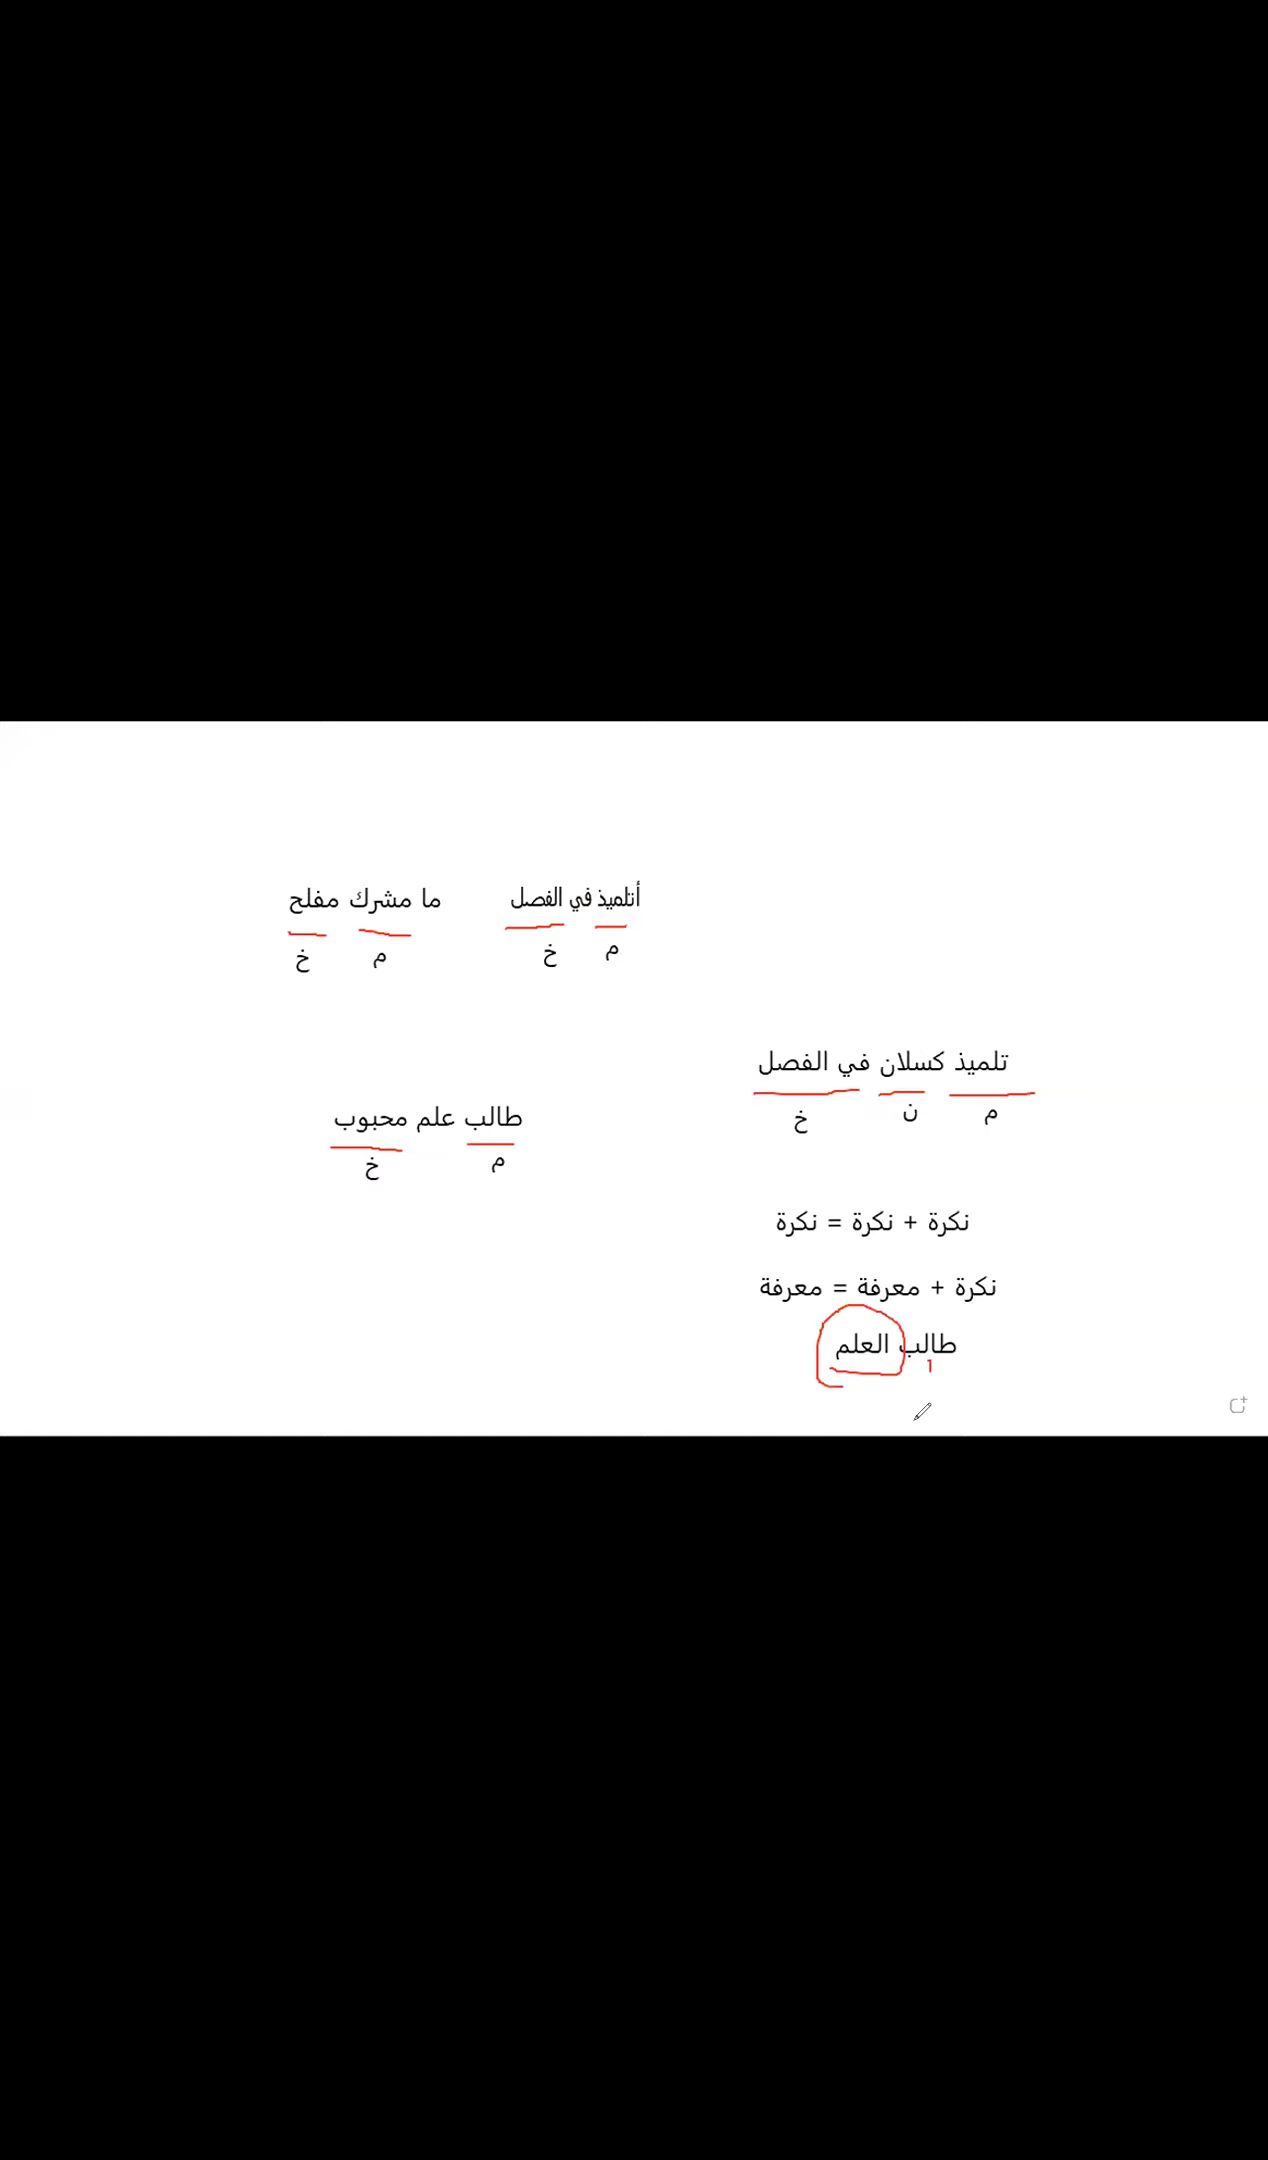 أتلميذ في الفصل
م خ
ما مشرك مفلح
م خ
تلميذ كسلان في الفصل
م ن خ
طالب علم محبوب
م خ
نكرة + نكرة = نكرة
نكرة + معرفة = معرفة
طالب العلم
1